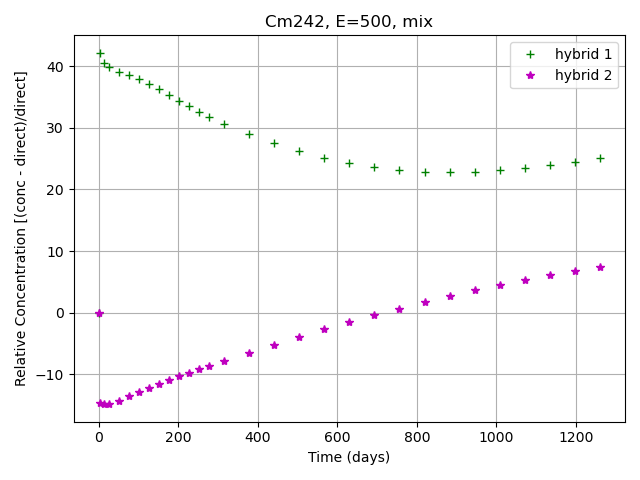 Cm242, E=500, mix
Relative Concentration [(conc - direct)/direct]
40
30
20
10
0
−10
hybrid 1
hybrid 2
0 200 400 600 800 1000 1200
Time (days)